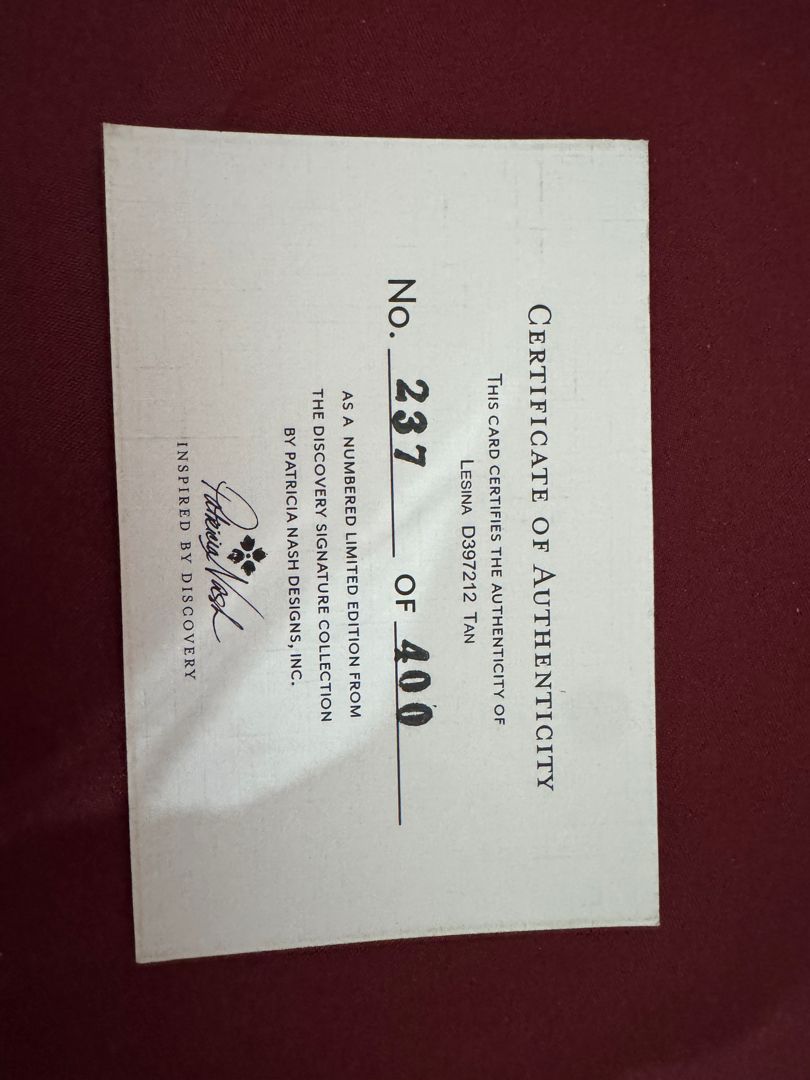 CERTIFICATE OF AUTHENTICITY
THIS CARD CERTIFIES THE AUTHENTICITY OF
LESINA D397212 TAN
No. 237 OF 400
AS A NUMBERED LIMITED EDITION FROM
THE DISCOVERY SIGNATURE COLLECTION
BY PATRICIA NASH DESIGNS, INC.
Patricia Nash
INSPIRED BY DISCOVERY